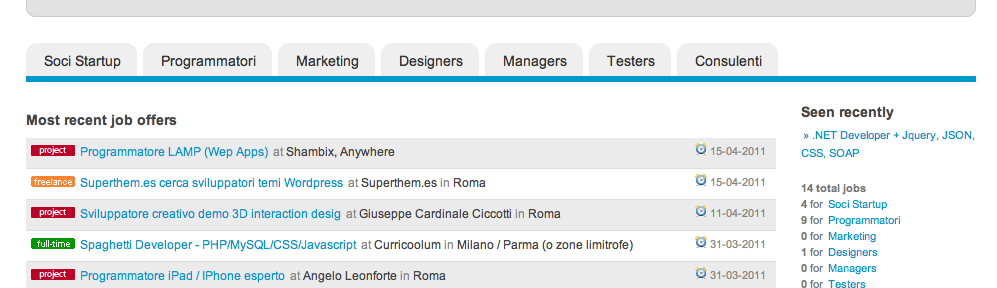 Soci Startup Programmatori Marketing Designers Managers Testers Consulenti
Most recent job offers
project Programmatore LAMP (Wep Apps) at Shambix, Anywhere 15-04-2011
freelance Superthem.es cerca sviluppatori temi Wordpress at Superthem.es in Roma 15-04-2011
project Sviluppatore creativo demo 3D interaction desig at Giuseppe Cardinale Ciccotti in Roma 11-04-2011
full-time Spaghetti Developer - PHP/MySQL/CSS/Javascript at Curricoolum in Milano / Parma (o zone limitrofe) 31-03-2011
project Programmatore iPad / IPhone esperto at Angelo Leonforte in Roma 31-03-2011
Seen recently
» .NET Developer + Jquery, JSON,
CSS, SOAP
14 total jobs
4 for Soci Startup
9 for Programmatori
0 for Marketing
1 for Designers
0 for Managers
0 for Testers